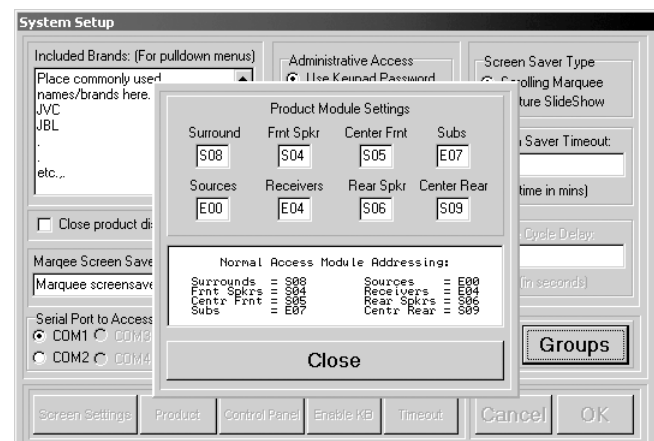 System Setup
Included Brands: (For pulldown menus)
Place commonly used
names/brands here.
JVC
JBL
.
.
etc.,.
Administrative Access
Use Keypad Password
Screen Saver Type
Scrolling Marquee
SlideShow
Saver Timeout:
time in mins)
Cycle Delay:
(in seconds)
Close product
Marqee Screen Save
Marquee screensave
Serial Port to Access
COM1 COM3
COM2 COM4
Product Module Settings
Surround Frnt Spkr Center Frnt Subs
S08 S04 S05 E07
Sources Receivers Rear Spkr Center Rear
E00 E04 S06 S09
Normal Access Module Addressing:
Surrounds = S08 Sources = E00
Frnt Spkrs = S04 Receivers = E04
Centr Frnt = S05 Rear Spkrs = S06
Subs = E07 Centr Rear = S09
Close
Groups
Screen Settings Product Control Panel Enable KB Timeout Cancel OK